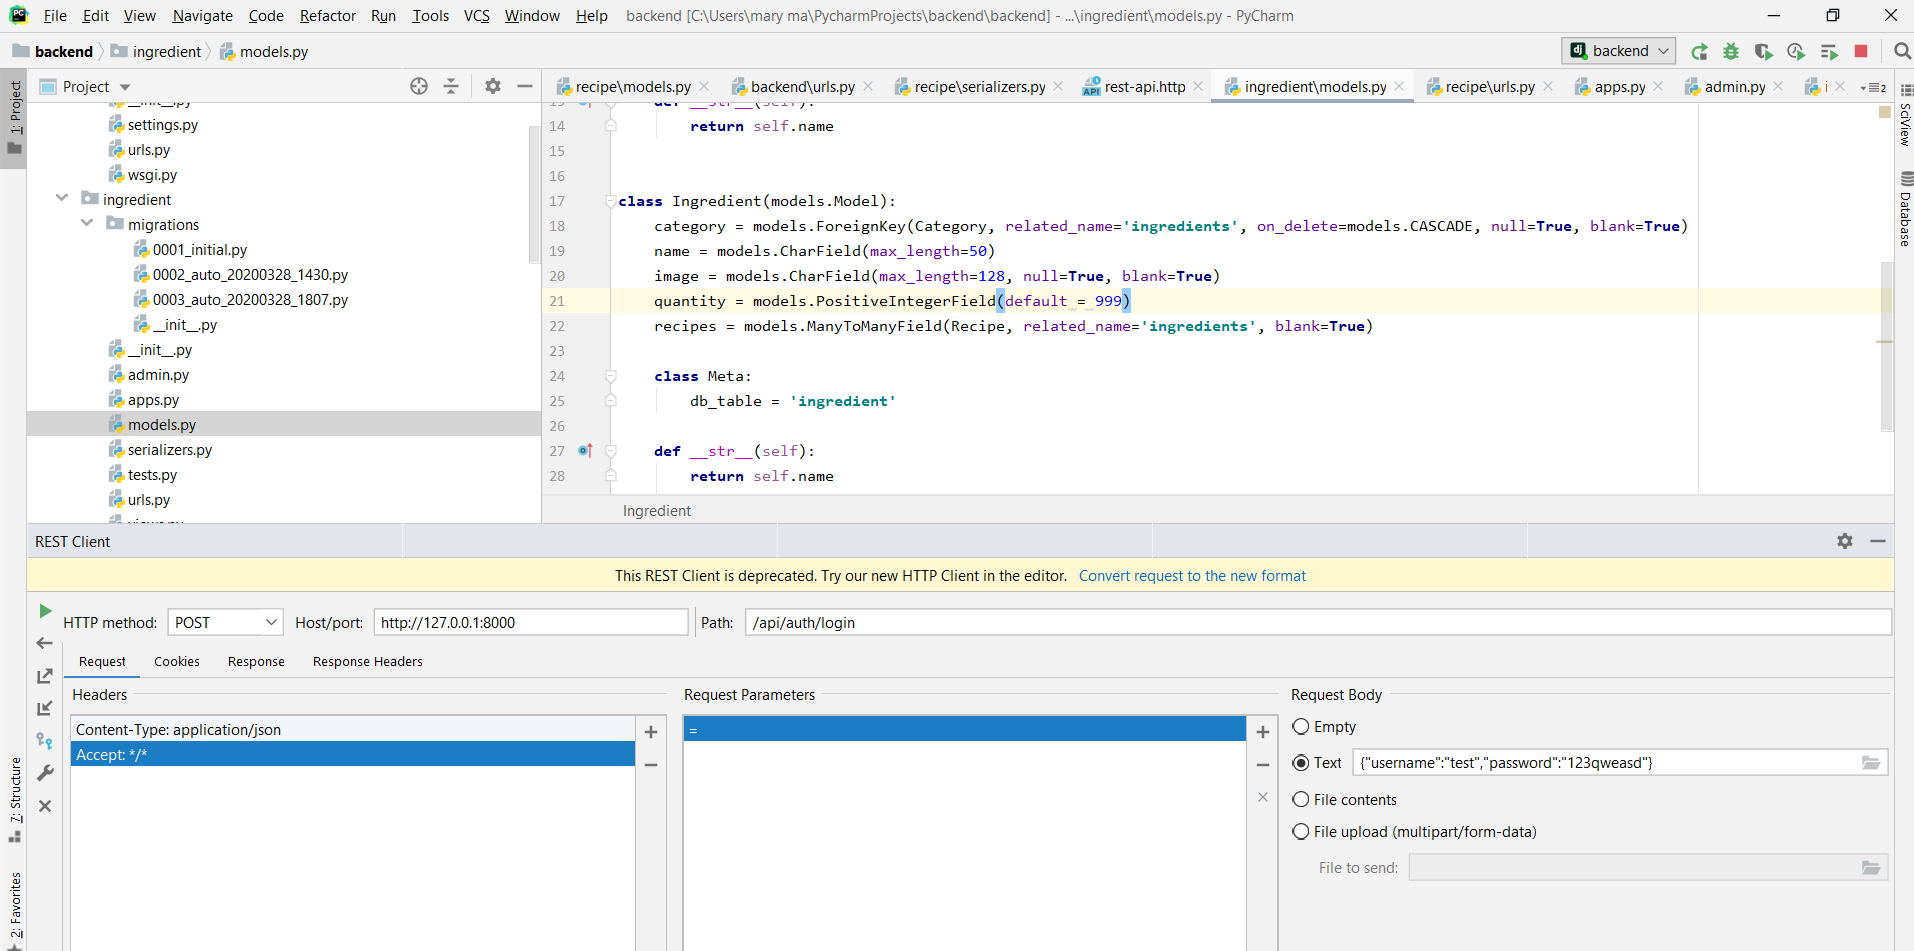 File Edit View Navigate Code Refactor Run Tools VCS Window Help backend [C:\Users\mary ma\PycharmProjects\backend\backend] - ...\ingredient\models.py - PyCharm
backend ingredient models.py backend
Project recipe\models.py backend\urls.py recipe\serializers.py rest-api.http ingredient\models.py recipe\urls.py apps.py admin.py i 2
1: Project
SciView
Database
7: Structure
2: Favorites
__init__.py
settings.py
urls.py
wsgi.py
ingredient
migrations
0001_initial.py
0002_auto_20200328_1430.py
0003_auto_20200328_1807.py
__init__.py
__init__.py
admin.py
apps.py
models.py
serializers.py
tests.py
urls.py
views.py
13 def __str__(self):
14 return self.name
15
16
17 class Ingredient(models.Model):
18 category = models.ForeignKey(Category, related_name='ingredients', on_delete=models.CASCADE, null=True, blank=True)
19 name = models.CharField(max_length=50)
20 image = models.CharField(max_length=128, null=True, blank=True)
21 quantity = models.PositiveIntegerField(default = 999)
22 recipes = models.ManyToManyField(Recipe, related_name='ingredients', blank=True)
23
24 class Meta:
25 db_table = 'ingredient'
26
27 def __str__(self):
28 return self.name
Ingredient
REST Client
This REST Client is deprecated. Try our new HTTP Client in the editor. Convert request to the new format
HTTP method: POST Host/port: http://127.0.0.1:8000 Path: /api/auth/login
Request Cookies Response Response Headers
Headers
Content-Type: application/json
Accept: */*
Request Parameters
=
Request Body
Empty
Text {"username":"test","password":"123qweasd"}
File contents
File upload (multipart/form-data)
File to send: